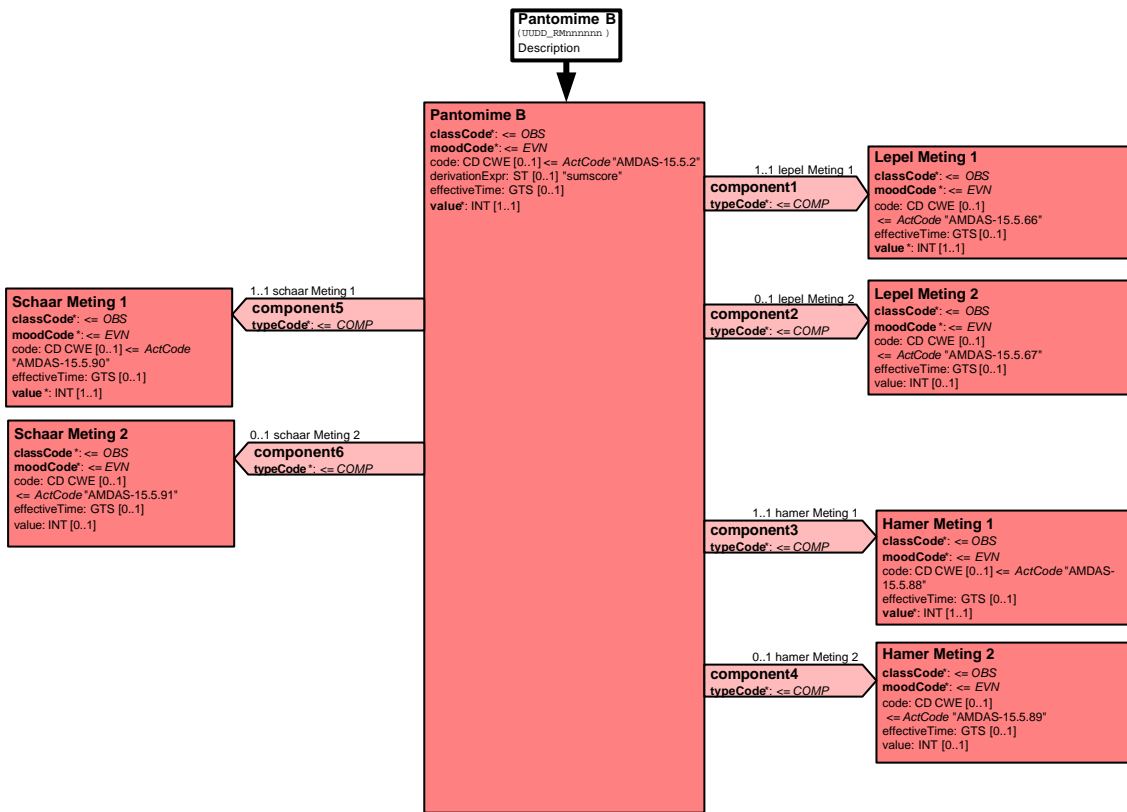 Pantomime B
(UUDD_RMnnnnnn )
Description
Pantomime B
classCode*: <= OBS
moodCode*: <= EVN
code: CD CWE [0..1] <= ActCode "AMDAS-15.5.2"
derivationExpr: ST [0..1] "sumscore"
effectiveTime: GTS [0..1]
value*: INT [1..1]
1..1 lepel Meting 1
component1
typeCode*: <= COMP
Lepel Meting 1
classCode*: <= OBS
moodCode*: <= EVN
code: CD CWE [0..1]
<= ActCode "AMDAS-15.5.66"
effectiveTime: GTS [0..1]
value*: INT [1..1]
0..1 lepel Meting 2
component2
typeCode*: <= COMP
Lepel Meting 2
classCode*: <= OBS
moodCode*: <= EVN
code: CD CWE [0..1]
<= ActCode "AMDAS-15.5.67"
effectiveTime: GTS [0..1]
value: INT [0..1]
1..1 schaar Meting 1
component5
typeCode*: <= COMP
Schaar Meting 1
classCode*: <= OBS
moodCode*: <= EVN
code: CD CWE [0..1] <= ActCode
"AMDAS-15.5.90"
effectiveTime: GTS [0..1]
value*: INT [1..1]
0..1 schaar Meting 2
component6
typeCode*: <= COMP
Schaar Meting 2
classCode*: <= OBS
moodCode*: <= EVN
code: CD CWE [0..1]
<= ActCode "AMDAS-15.5.91"
effectiveTime: GTS [0..1]
value: INT [0..1]
1..1 hamer Meting 1
component3
typeCode*: <= COMP
Hamer Meting 1
classCode*: <= OBS
moodCode*: <= EVN
code: CD CWE [0..1] <= ActCode "AMDAS-
15.5.88"
effectiveTime: GTS [0..1]
value*: INT [1..1]
0..1 hamer Meting 2
component4
typeCode*: <= COMP
Hamer Meting 2
classCode*: <= OBS
moodCode*: <= EVN
code: CD CWE [0..1]
<= ActCode "AMDAS-15.5.89"
effectiveTime: GTS [0..1]
value: INT [0..1]